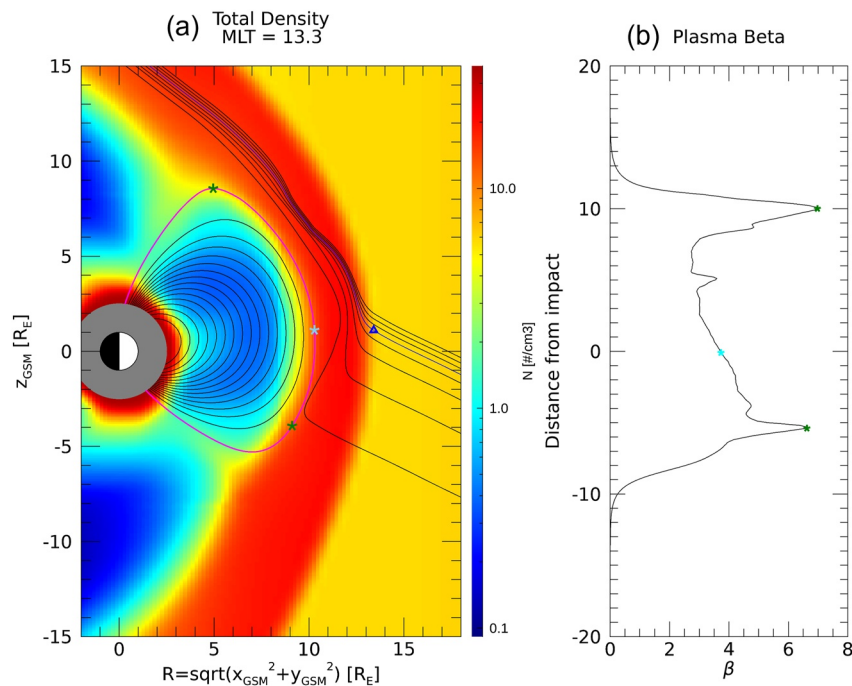 (a) Total Density
MLT = 13.3
(b) Plasma Beta
15
10
5
0
-5
-10
-15
Z_GSM [R_E]
0 5 10 15
R=sqrt(x_GSM^2+y_GSM^2) [R_E]
10.0
1.0
0.1
N [#/cm3]
20
10
0
-10
-20
Distance from impact
0 2 4 6 8
β